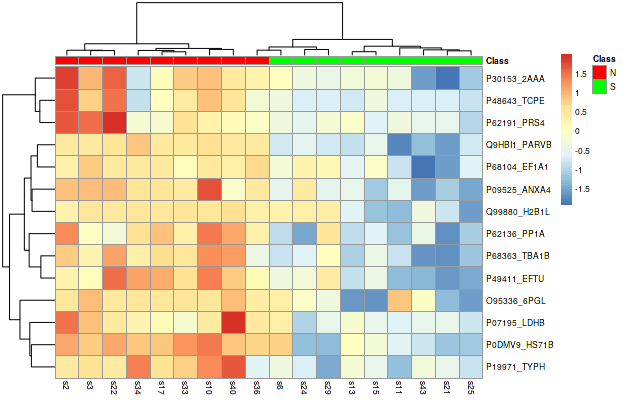 Class
P30153_2AAA
P48643_TCPE
P62191_PRS4
Q9HBI1_PARVB
P68104_EF1A1
P09525_ANXA4
Q99880_H2B1L
P62136_PP1A
P68363_TBA1B
P49411_EFTU
O95336_6PGL
P07195_LDHB
P0DMV9_HS71B
P19971_TYPH
s2 s3 s22 s34 s17 s33 s10 s40 s36 s6 s24 s29 s13 s15 s11 s43 s21 s25
1.5
1
0.5
0
-0.5
-1
-1.5
Class
N
S